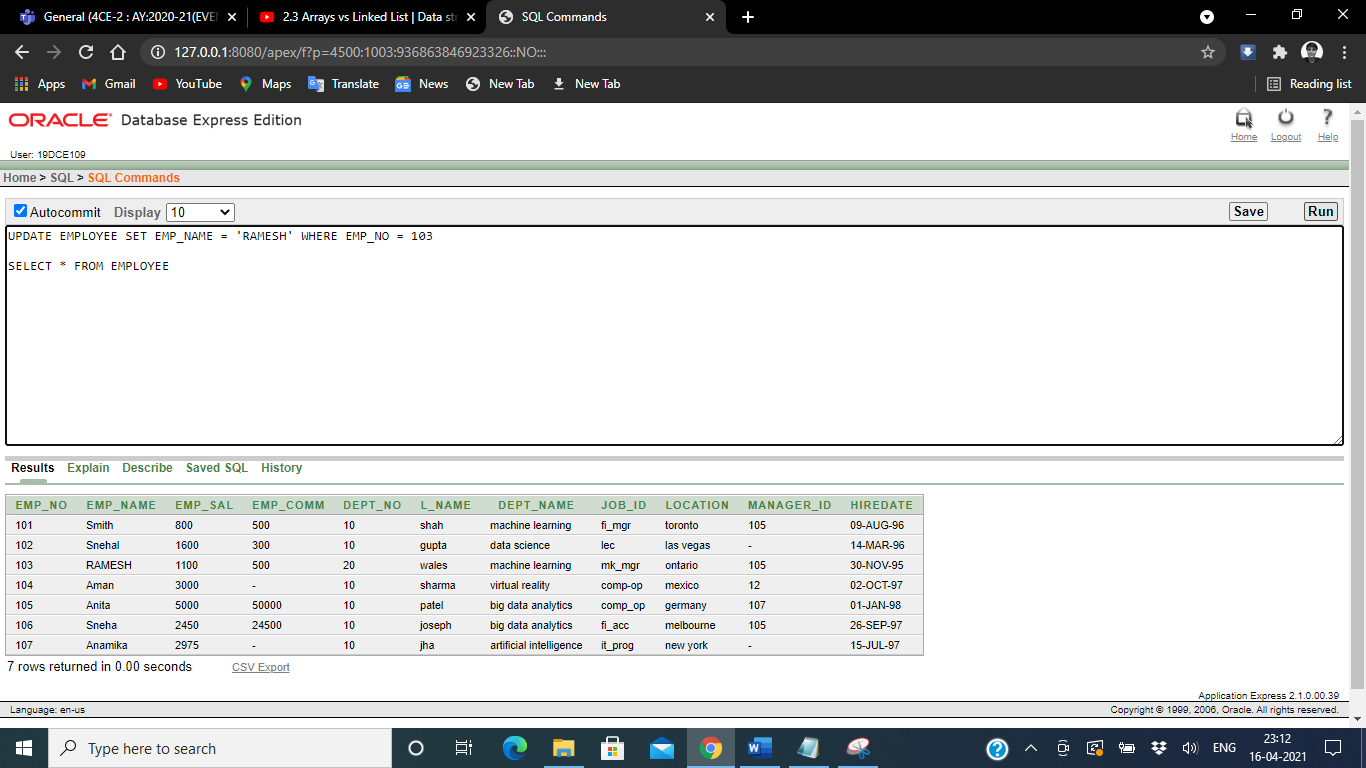 General (4CE-2 : AY:2020-21(EVE
2.3 Arrays vs Linked List | Data str
SQL Commands
127.0.0.1:8080/apex/f?p=4500:1003:936863846923326::NO:::
Apps Gmail YouTube Maps Translate News New Tab New Tab Reading list
ORACLE Database Express Edition
Home Logout Help
User: 19DCE109
Home > SQL > SQL Commands
Autocommit Display 10 Save Run
UPDATE EMPLOYEE SET EMP_NAME = 'RAMESH' WHERE EMP_NO = 103
SELECT * FROM EMPLOYEE
Results Explain Describe Saved SQL History
EMP_NO EMP_NAME EMP_SAL EMP_COMM DEPT_NO L_NAME DEPT_NAME JOB_ID LOCATION MANAGER_ID HIREDATE
101 Smith 800 500 10 shah machine learning fi_mgr toronto 105 09-AUG-96
102 Snehal 1600 300 10 gupta data science lec las vegas - 14-MAR-96
103 RAMESH 1100 500 20 wales machine learning mk_mgr ontario 105 30-NOV-95
104 Aman 3000 - 10 sharma virtual reality comp-op mexico 12 02-OCT-97
105 Anita 5000 50000 10 patel big data analytics comp_op germany 107 01-JAN-98
106 Sneha 2450 24500 10 joseph big data analytics fi_acc melbourne 105 26-SEP-97
107 Anamika 2975 - 10 jha artificial intelligence it_prog new york - 15-JUL-97
7 rows returned in 0.00 seconds CSV Export
Application Express 2.1.0.00.39
Language: en-us Copyright © 1999, 2006, Oracle. All rights reserved.
Type here to search
ENG
23:12
16-04-2021